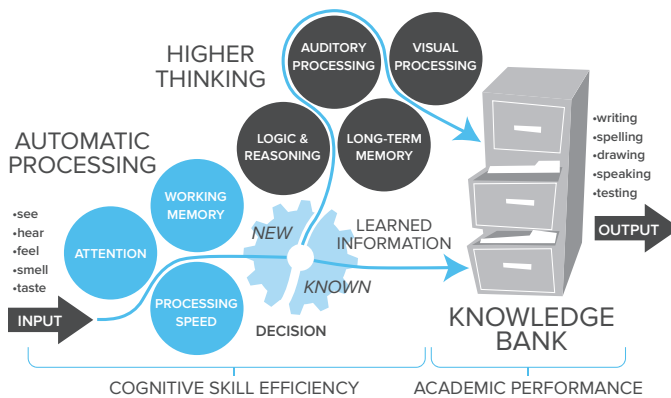 HIGHER
THINKING
AUDITORY
PROCESSING
VISUAL
PROCESSING
LOGIC &
REASONING
LONG-TERM
MEMORY
AUTOMATIC
PROCESSING
•see
•hear
•feel
•smell
•taste
INPUT
ATTENTION
WORKING
MEMORY
PROCESSING
SPEED
NEW
KNOWN
DECISION
LEARNED
INFORMATION
•writing
•spelling
•drawing
•speaking
•testing
OUTPUT
KNOWLEDGE
BANK
COGNITIVE SKILL EFFICIENCY
ACADEMIC PERFORMANCE